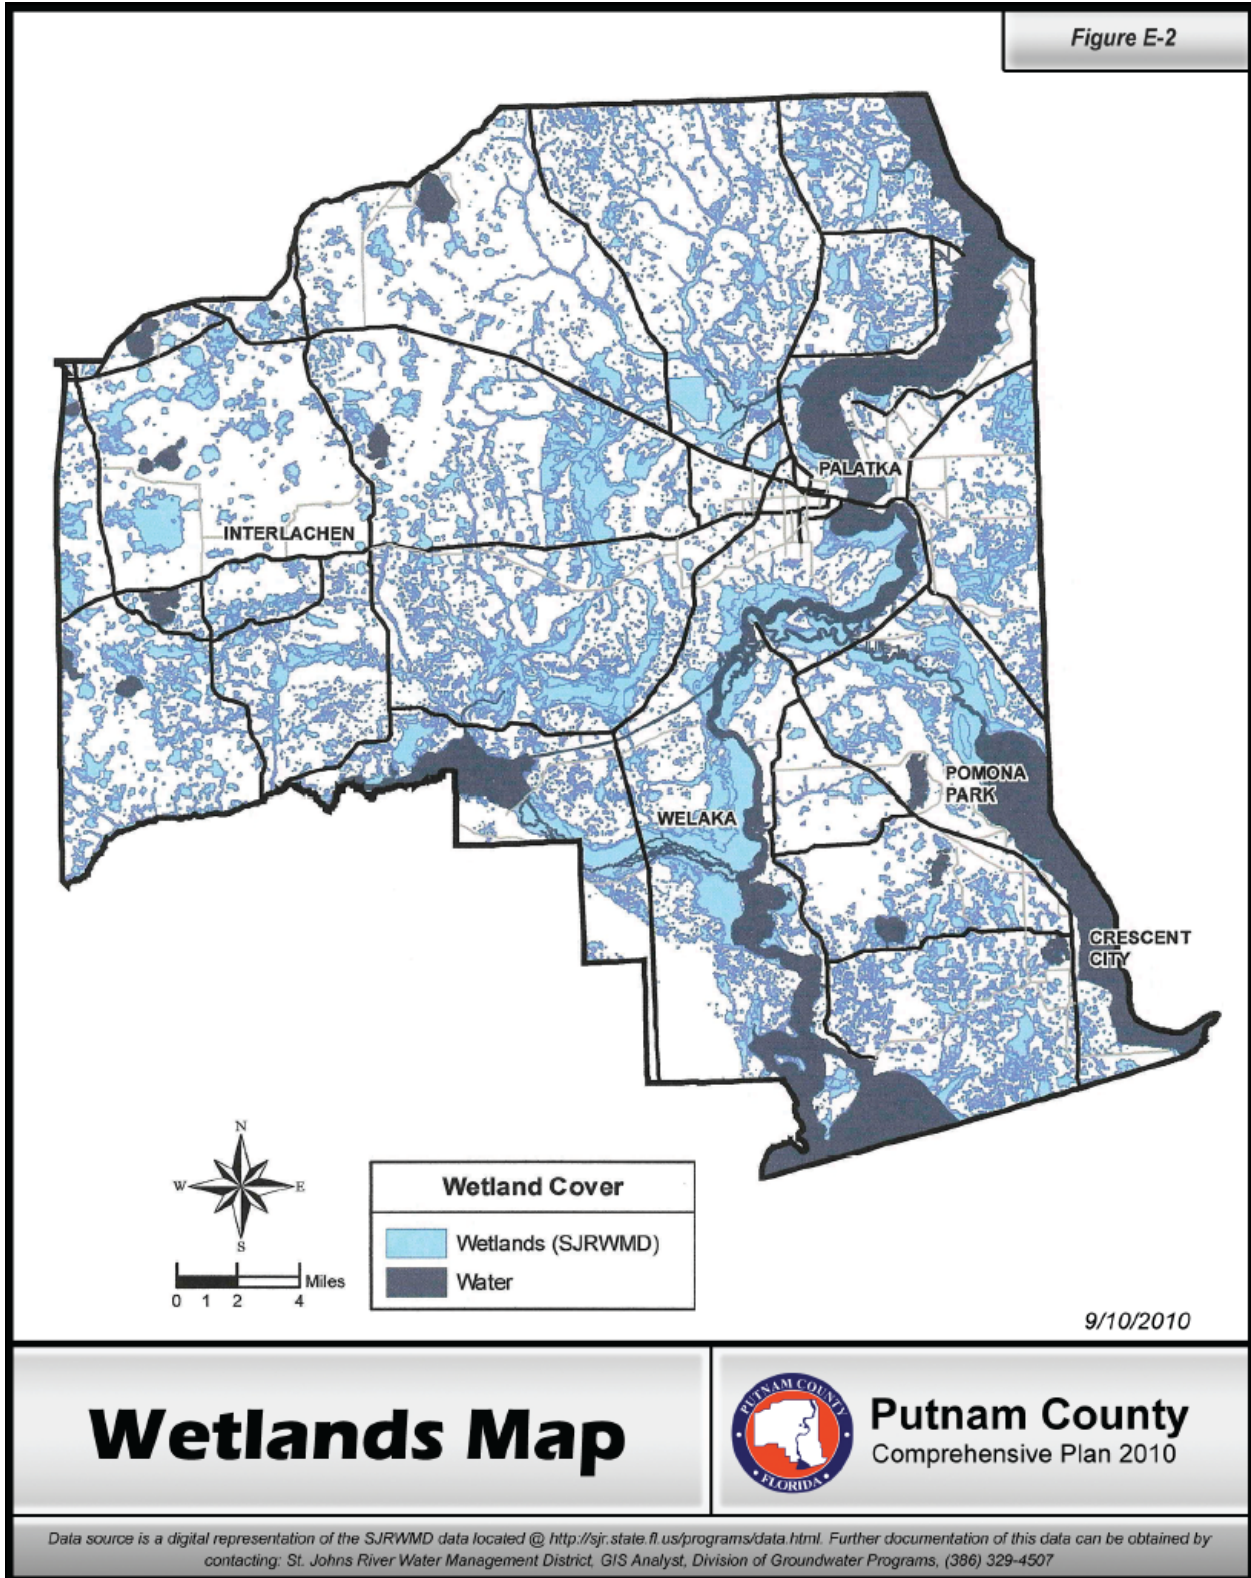 Figure E-2
PALATKA
INTERLACHEN
POMONA
PARK
WELAKA
CRESCENT
CITY
N
W
E
S
Miles
0 1 2 4
Wetland Cover
Wetlands (SJRWMD)
Water
9/10/2010
Wetlands Map
PUTNAM COUNTY
• FLORIDA •
Putnam County
Comprehensive Plan 2010
Data source is a digital representation of the SJRWMD data located @ http://sjr.state.fl.us/programs/data.html. Further documentation of this data can be obtained by
contacting: St. Johns River Water Management District, GIS Analyst, Division of Groundwater Programs, (386) 329-4507